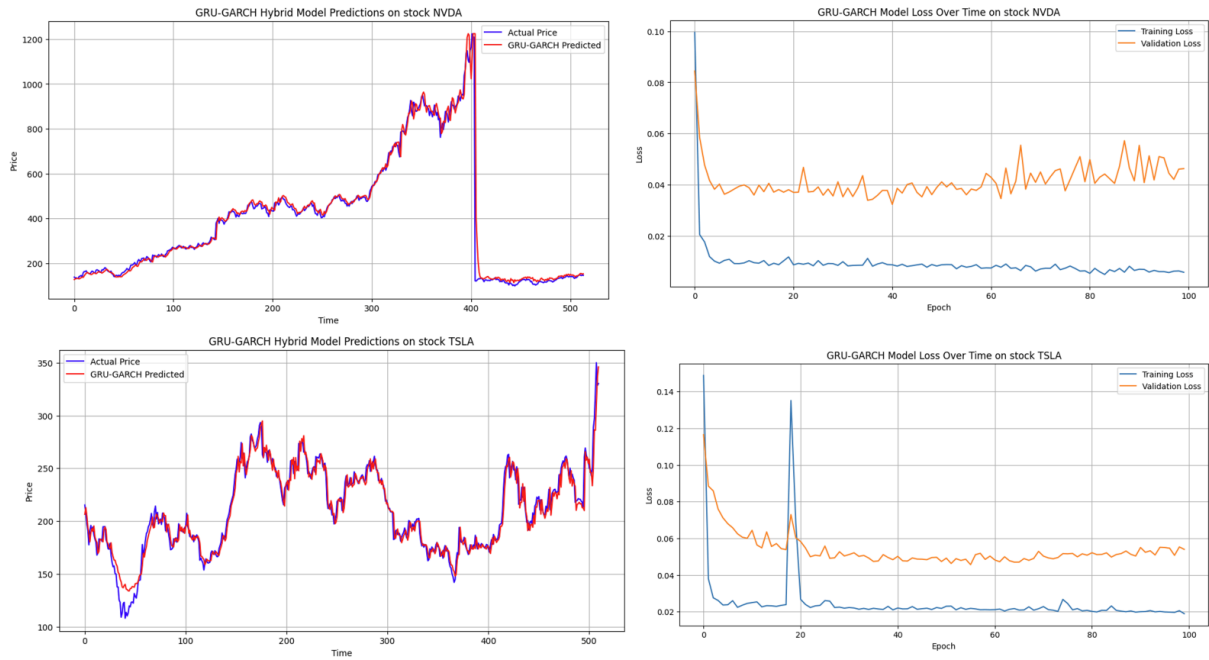 GRU-GARCH Hybrid Model Predictions on stock NVDA
Actual Price
GRU-GARCH Predicted
1200
1000
800
600
400
200
Price
0 100 200 300 400 500
Time
GRU-GARCH Model Loss Over Time on stock NVDA
Training Loss
Validation Loss
0.10
0.08
0.06
0.04
0.02
Loss
0 20 40 60 80 100
Epoch
GRU-GARCH Hybrid Model Predictions on stock TSLA
Actual Price
GRU-GARCH Predicted
350
300
250
200
150
100
Price
0 100 200 300 400 500
Time
GRU-GARCH Model Loss Over Time on stock TSLA
Training Loss
Validation Loss
0.14
0.12
0.10
0.08
0.06
0.04
0.02
Loss
0 20 40 60 80 100
Epoch